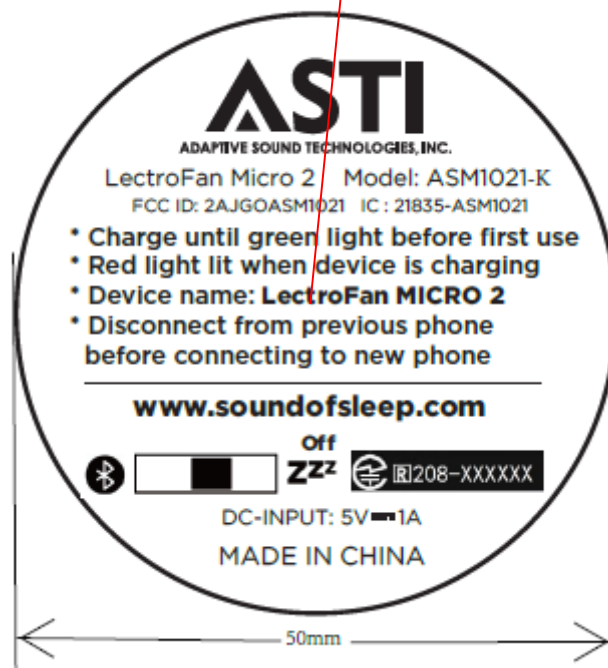 ASTI
ADAPTIVE SOUND TECHNOLOGIES, INC.
LectroFan Micro 2 Model: ASM1021-K
FCC ID: 2AJGOASM1021 IC : 21835-ASM1021
* Charge until green light before first use
* Red light lit when device is charging
* Device name: LectroFan MICRO 2
* Disconnect from previous phone
before connecting to new phone
www.soundofsleep.com
Off
zzz R 208-XXXXXX
DC-INPUT: 5V 1A
MADE IN CHINA
50mm